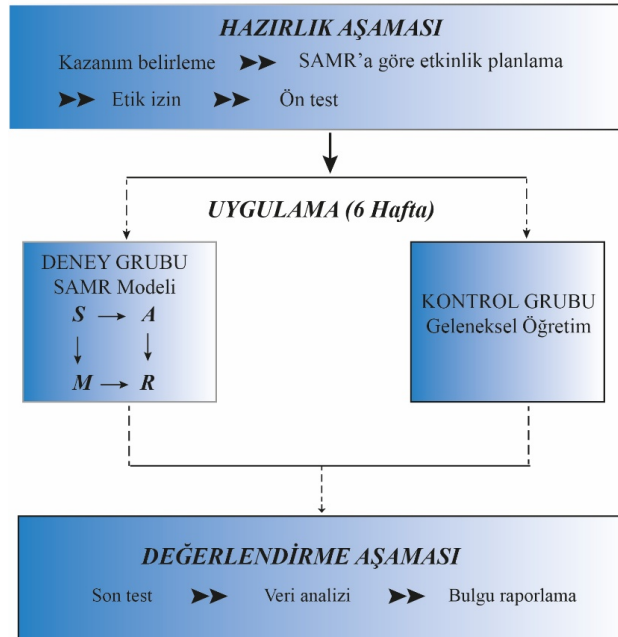 HAZIRLIK AŞAMASI
Kazanım belirleme SAMR'a göre etkinlik planlama
Etik izin Ön test
UYGULAMA (6 Hafta)
DENEY GRUBU
SAMR Modeli
S A
M R
KONTROL GRUBU
Geleneksel Öğretim
DEĞERLENDİRME AŞAMASI
Son test Veri analizi Bulgu raporlama